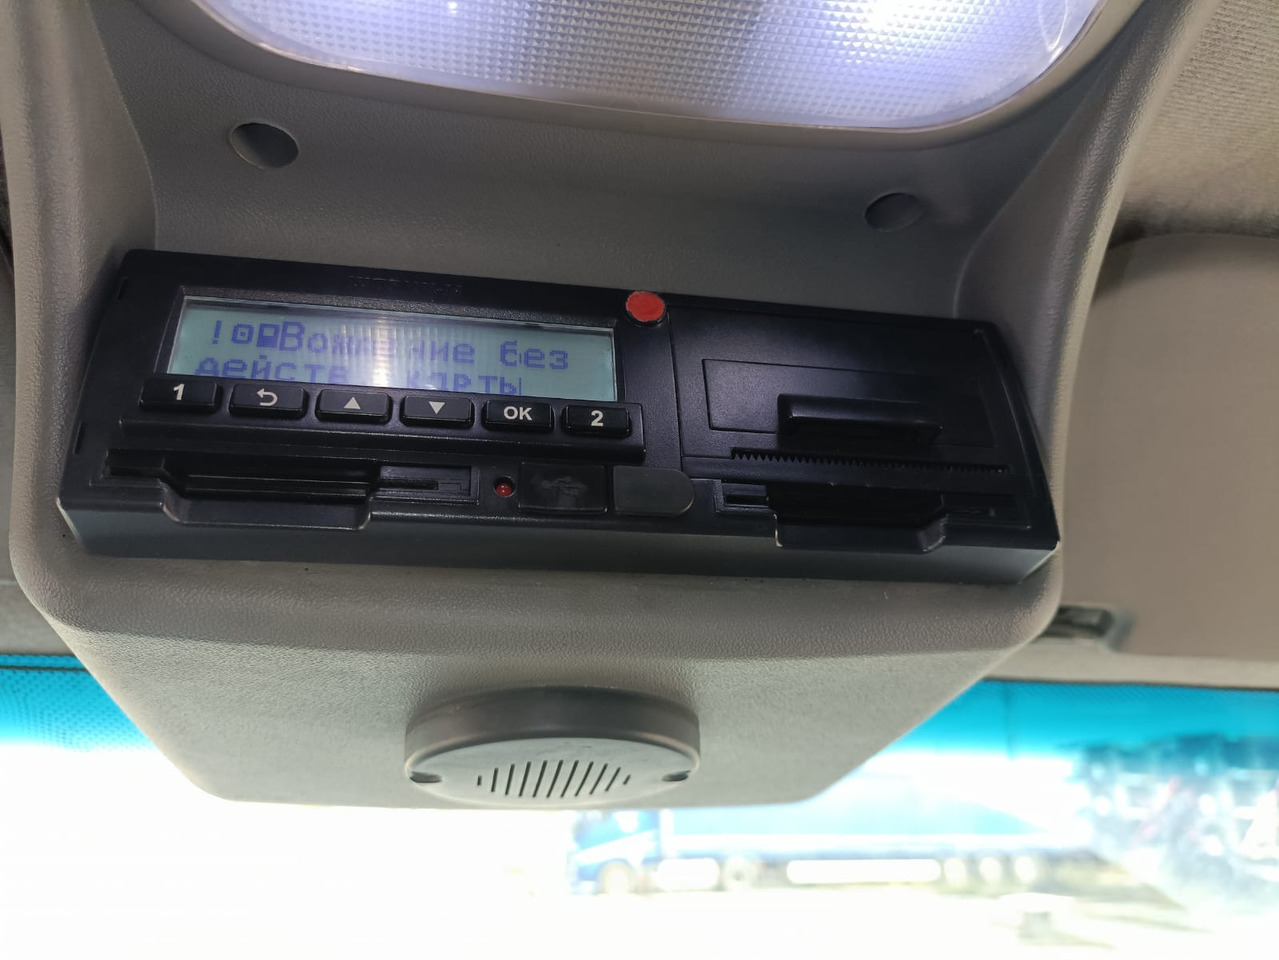 !Вождение без
действ. карты
1 OK 2